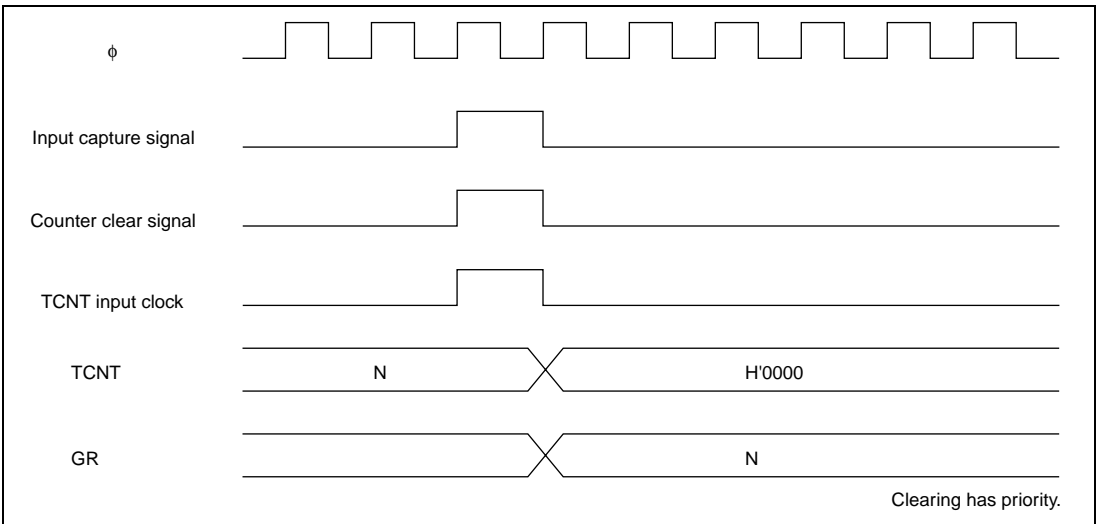 ϕ
Input capture signal
Counter clear signal
TCNT input clock
TCNT N H'0000
GR N
Clearing has priority.